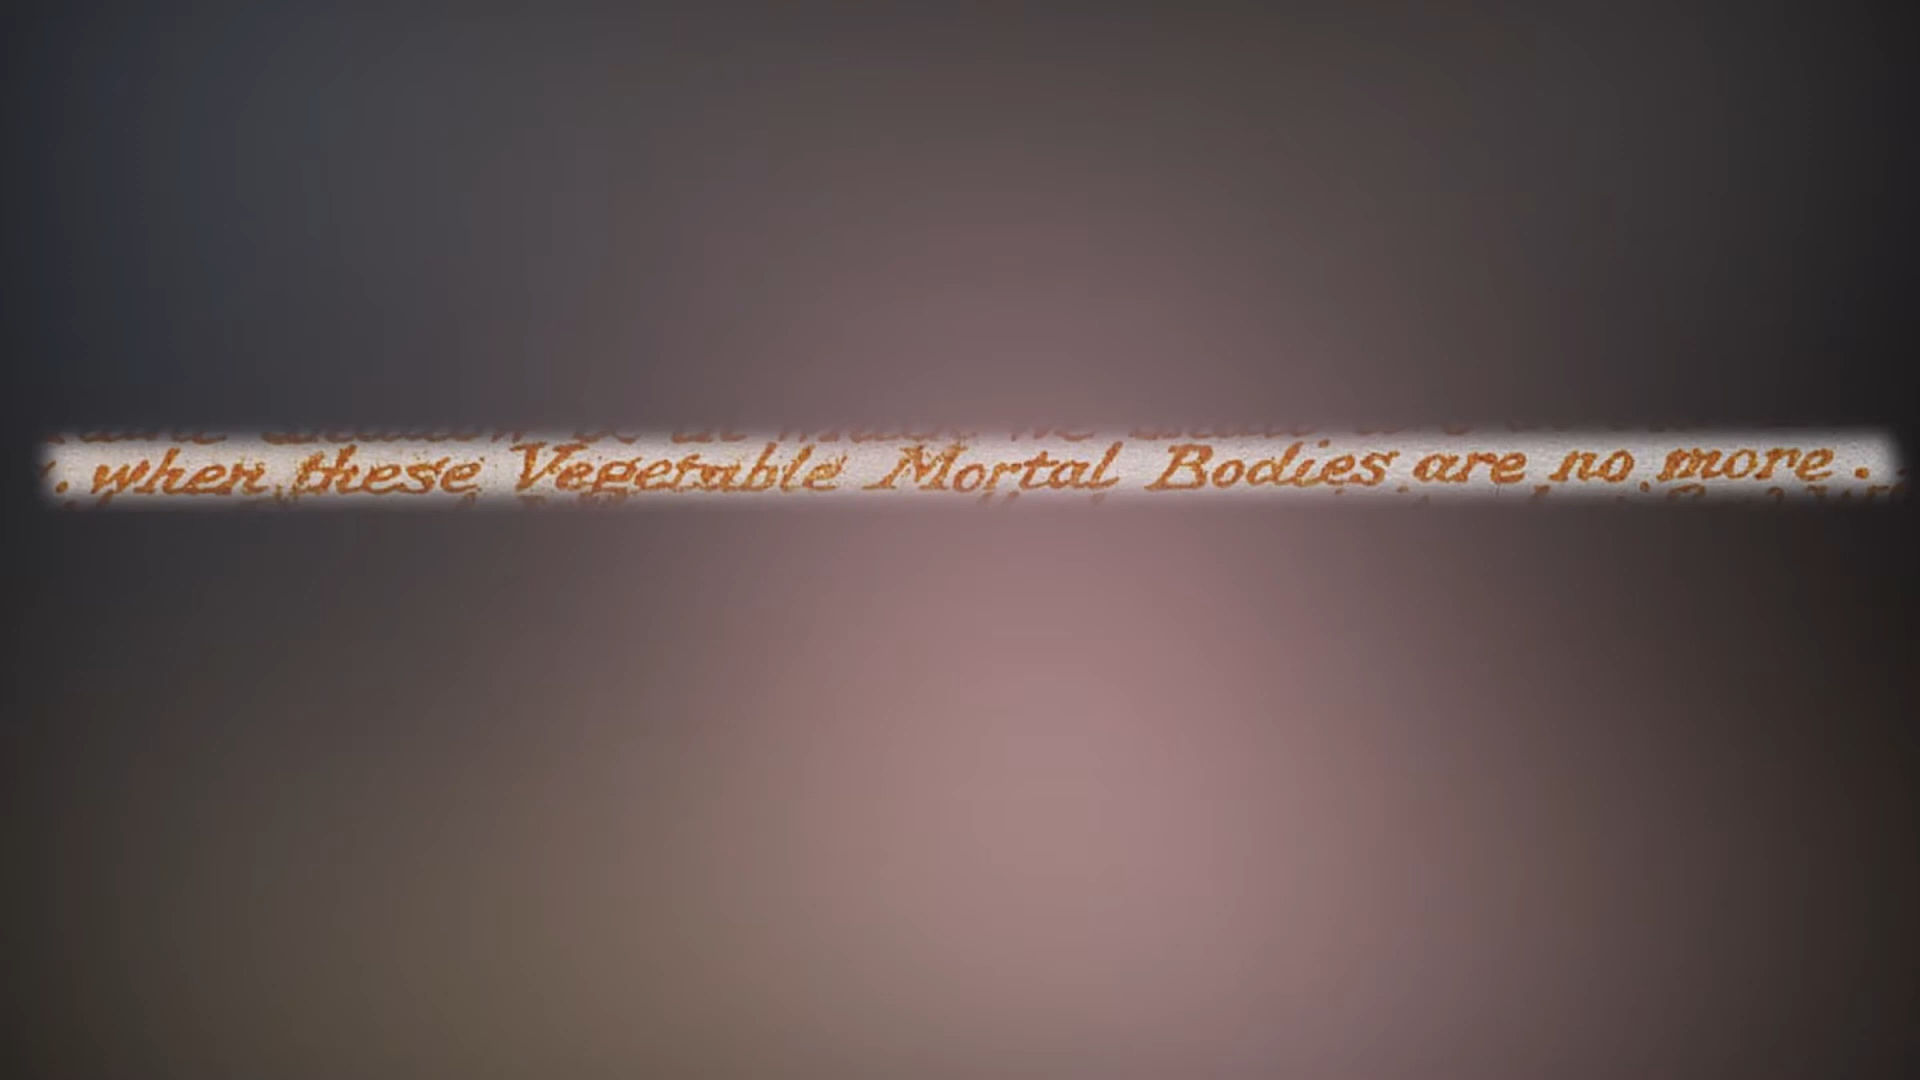 . when these Vegetable Mortal Bodies are no more .